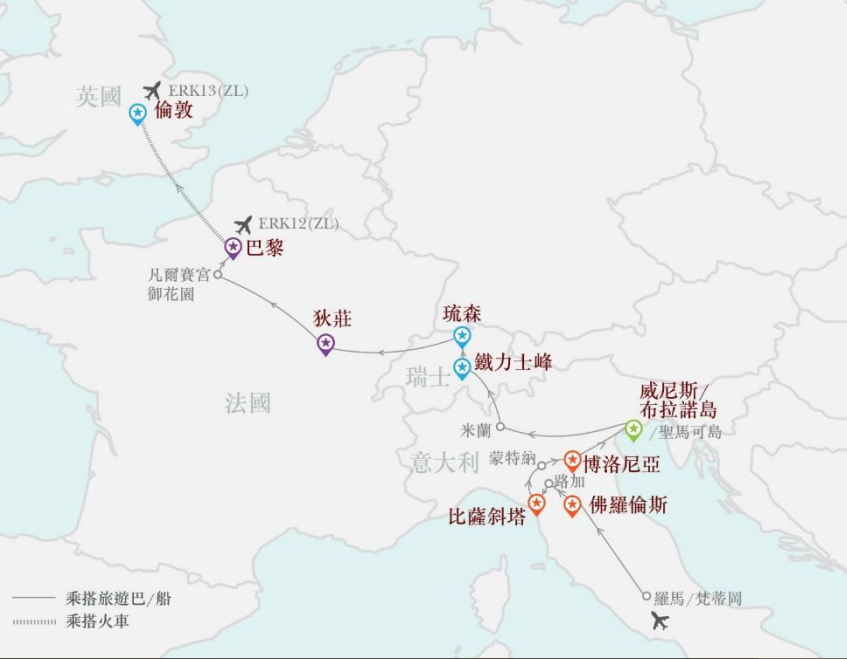 ERK13(ZL)
英國
倫敦
ERK12(ZL)
巴黎
凡爾賽宮
御花園
狄莊
琉森
鐵力士峰
瑞士
法國
威尼斯/
布拉諾島
/聖馬可島
米蘭
意大利
蒙特納
博洛尼亞
路加
比薩斜塔
佛羅倫斯
羅馬/梵蒂岡
乘搭旅遊巴/船
乘搭火車